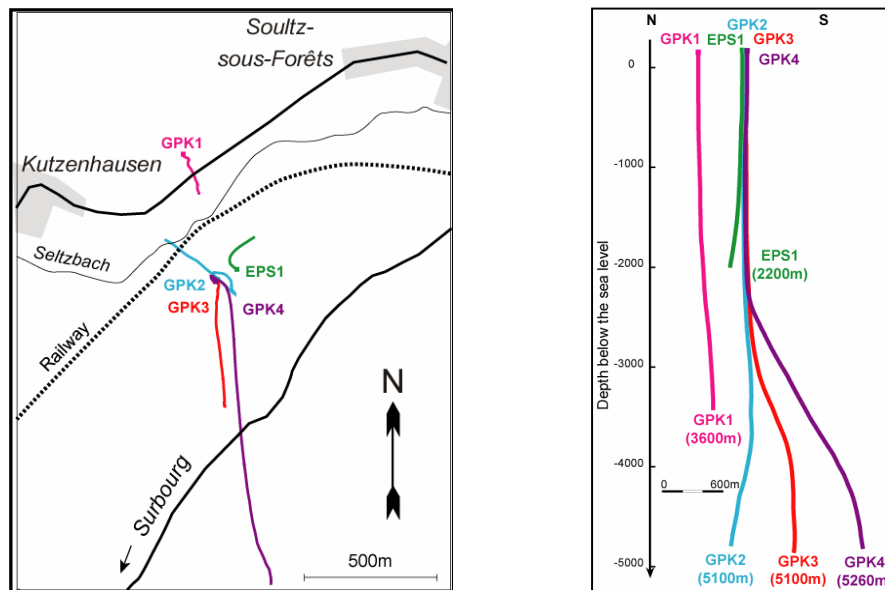 Soultz-
sous-Forêts
GPK1
Kutzenhausen
Seltzbach
EPS1
GPK2
GPK3
GPK4
Railway
N
Surbourg
500m
N
S
GPK2
GPK1
EPS1
GPK3
GPK4
0
-1000
-2000
-3000
-4000
-5000
Depth below the sea level
EPS1
(2200m)
GPK1
(3600m)
0
600m
GPK2
(5100m)
GPK3
(5100m)
GPK4
(5260m)